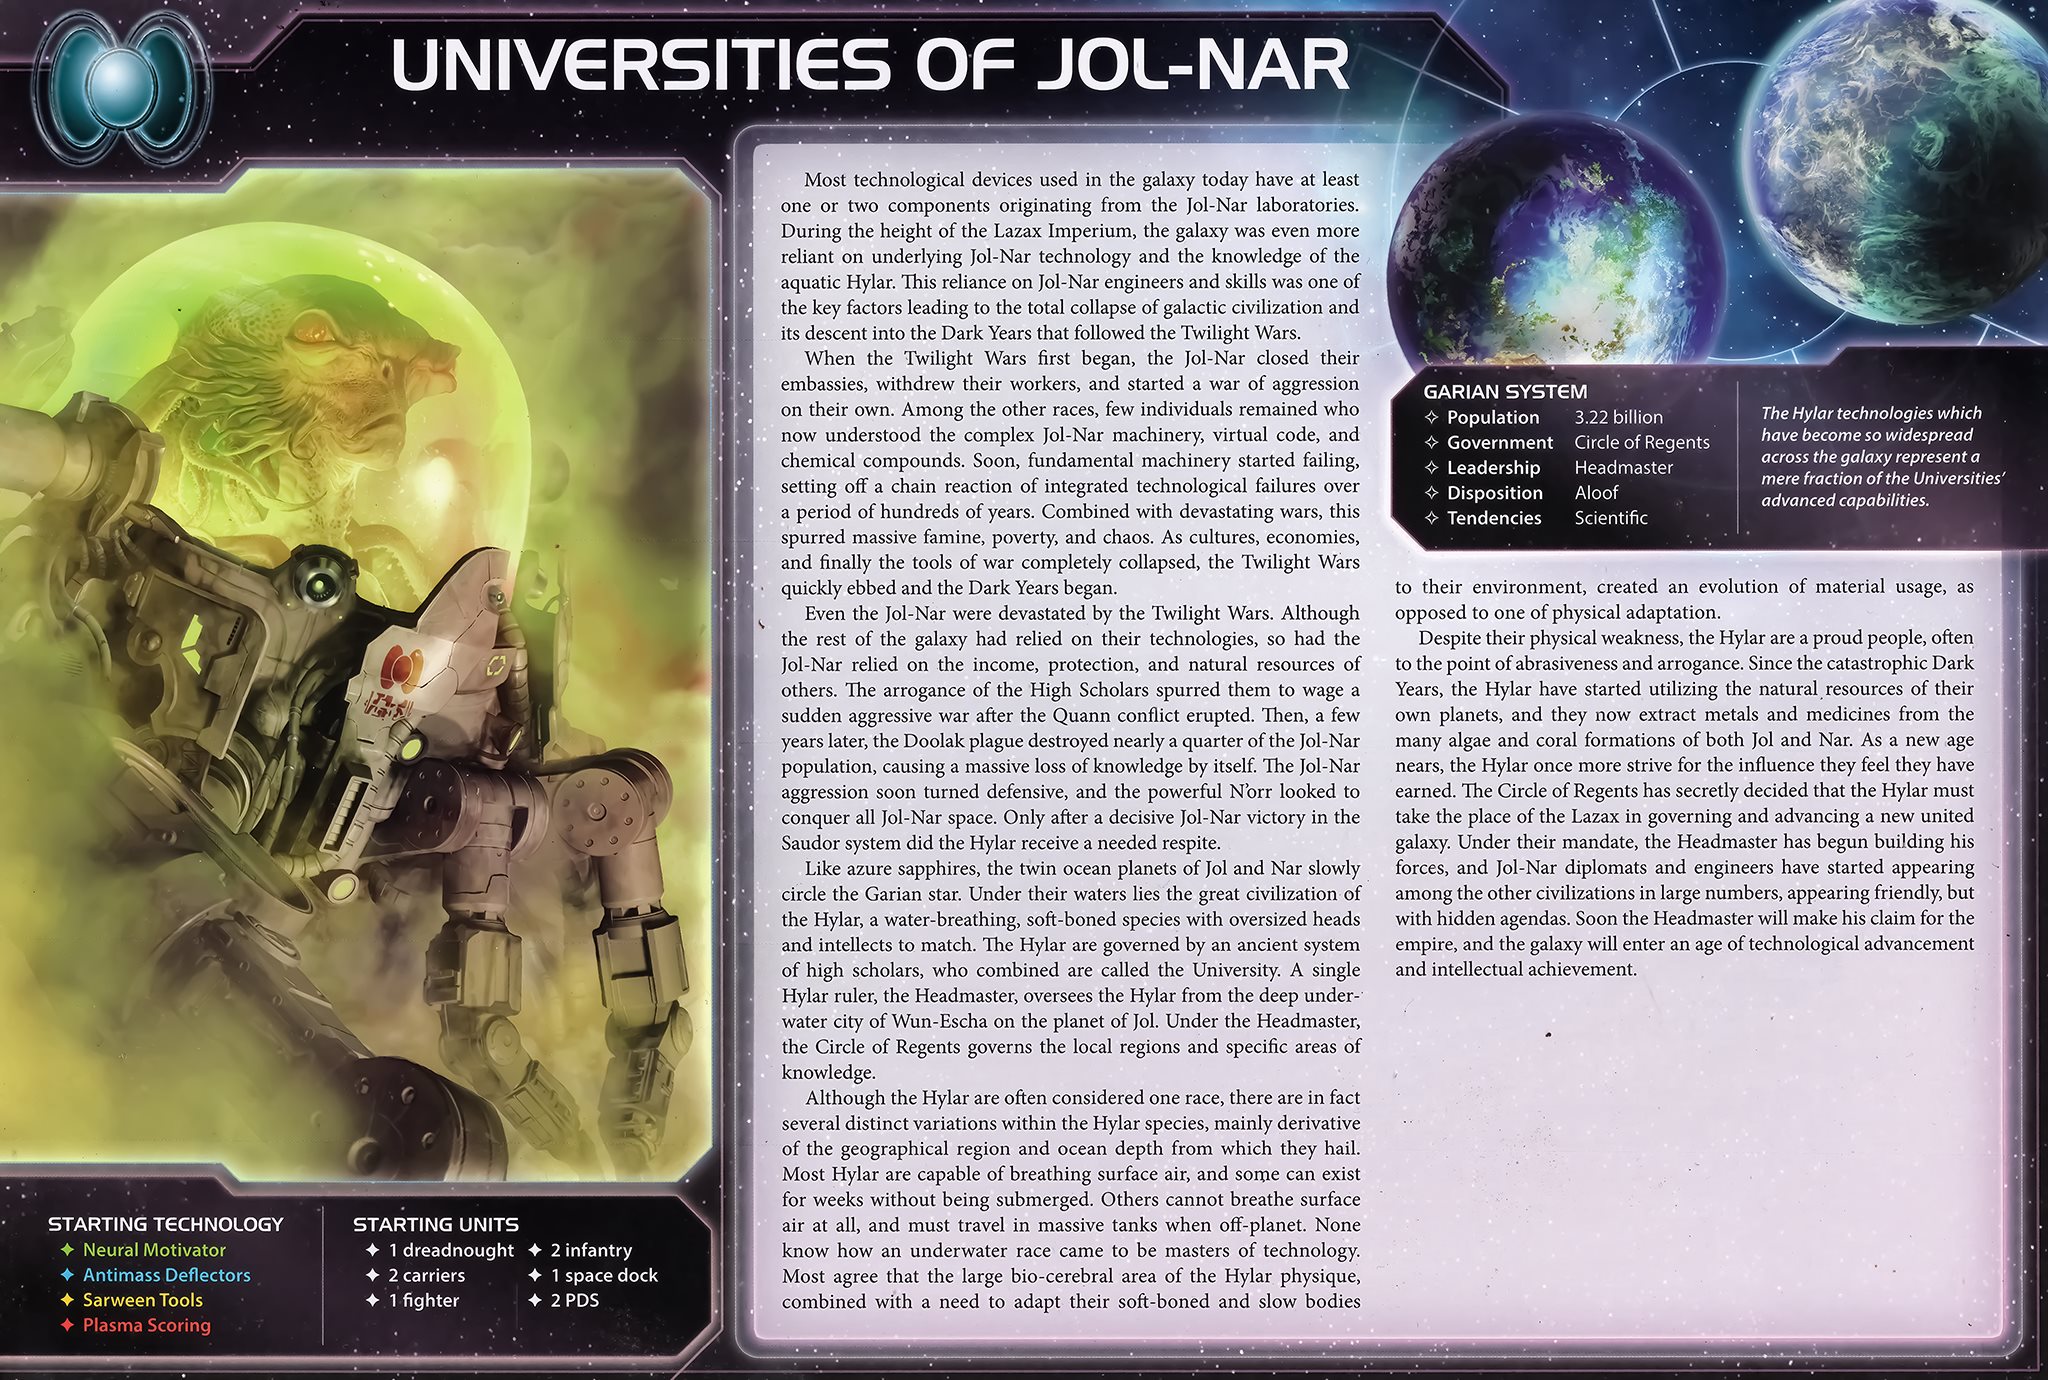 UNIVERSITIES OF JOL-NAR
Most technological devices used in the galaxy today have at least
one or two components originating from the Jol-Nar laboratories.
During the height of the Lazax Imperium, the galaxy was even more
reliant on underlying Jol-Nar technology and the knowledge of the
aquatic Hylar. This reliance on Jol-Nar engineers and skills was one of
the key factors leading to the total collapse of galactic civilization and
its descent into the Dark Years that followed the Twilight Wars.
When the Twilight Wars first began, the Jol-Nar closed their
embassies, withdrew their workers, and started a war of aggression
on their own. Among the other races, few individuals remained who
now understood the complex Jol-Nar machinery, virtual code, and
chemical compounds. Soon, fundamental machinery started failing,
setting off a chain reaction of integrated technological failures over
a period of hundreds of years. Combined with devastating wars, this
spurred massive famine, poverty, and chaos. As cultures, economies,
and finally the tools of war completely collapsed, the Twilight Wars
quickly ebbed and the Dark Years began.
Even the Jol-Nar were devastated by the Twilight Wars. Although
the rest of the galaxy had relied on their technologies, so had the
Jol-Nar relied on the income, protection, and natural resources of
others. The arrogance of the High Scholars spurred them to wage a
sudden aggressive war after the Quann conflict erupted. Then, a few
years later, the Doolak plague destroyed nearly a quarter of the Jol-Nar
population, causing a massive loss of knowledge by itself. The Jol-Nar
aggression soon turned defensive, and the powerful N'orr looked to
conquer all Jol-Nar space. Only after a decisive Jol-Nar victory in the
Saudor system did the Hylar receive a needed respite.
Like azure sapphires, the twin ocean planets of Jol and Nar slowly
circle the Garian star. Under their waters lies the great civilization of
the Hylar, a water-breathing, soft-boned species with oversized heads
and intellects to match. The Hylar are governed by an ancient system
of high scholars, who combined are called the University. A single
Hylar ruler, the Headmaster, oversees the Hylar from the deep under-
water city of Wun-Escha on the planet of Jol. Under the Headmaster,
the Circle of Regents governs the local regions and specific areas of
knowledge.
Although the Hylar are often considered one race, there are in fact
several distinct variations within the Hylar species, mainly derivative
of the geographical region and ocean depth from which they hail.
Most Hylar are capable of breathing surface air, and some can exist
for weeks without being submerged. Others cannot breathe surface
air at all, and must travel in massive tanks when off-planet. None
know how an underwater race came to be masters of technology.
Most agree that the large bio-cerebral area of the Hylar physique,
combined with a need to adapt their soft-boned and slow bodies
to their environment, created an evolution of material usage, as
opposed to one of physical adaptation.
Despite their physical weakness, the Hylar are a proud people, often
to the point of abrasiveness and arrogance. Since the catastrophic Dark
Years, the Hylar have started utilizing the natural resources of their
own planets, and they now extract metals and medicines from the
many algae and coral formations of both Jol and Nar. As a new age
nears, the Hylar once more strive for the influence they feel they have
earned. The Circle of Regents has secretly decided that the Hylar must
take the place of the Lazax in governing and advancing a new united
galaxy. Under their mandate, the Headmaster has begun building his
forces, and Jol-Nar diplomats and engineers have started appearing
among the other civilizations in large numbers, appearing friendly, but
with hidden agendas. Soon the Headmaster will make his claim for the
empire, and the galaxy will enter an age of technological advancement
and intellectual achievement.
GARIAN SYSTEM
Population 3.22 billion
Government Circle of Regents
Leadership Headmaster
Disposition Aloof
Tendencies Scientific
The Hylar technologies which
have become so widespread
across the galaxy represent a
mere fraction of the Universities'
advanced capabilities.
STARTING TECHNOLOGY
Neural Motivator
Antimass Deflectors
Sarween Tools
Plasma Scoring
STARTING UNITS
1 dreadnought
2 carriers
1 fighter
2 infantry
1 space dock
2 PDS